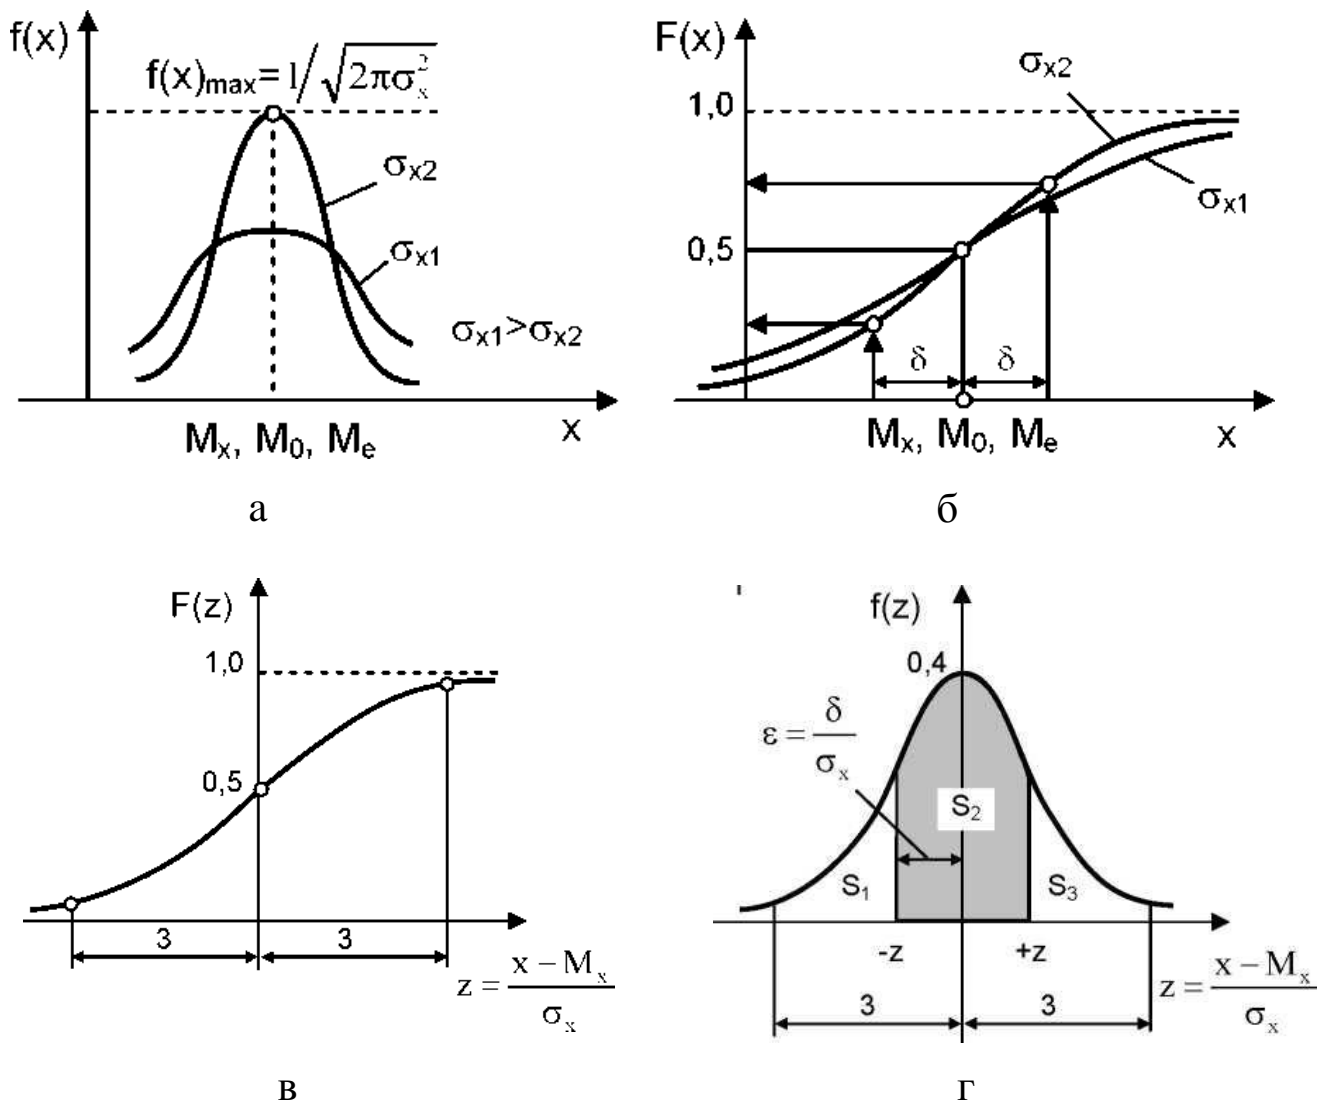 f(x)
f(x)max = 1/√2πσx²
σx2
σx1
σx1>σx2
x
Mx, M0, Me
а
F(x)
σx2
1,0
σx1
0,5
δ δ
Mx, M0, Me
x
б
F(z)
1,0
0,5
3 3
z = (x – Mx)/σx
в
f(z)
0,4
ε = δ/σx
S2
S1 S3
-z +z
3 3
z = (x – Mx)/σx
г